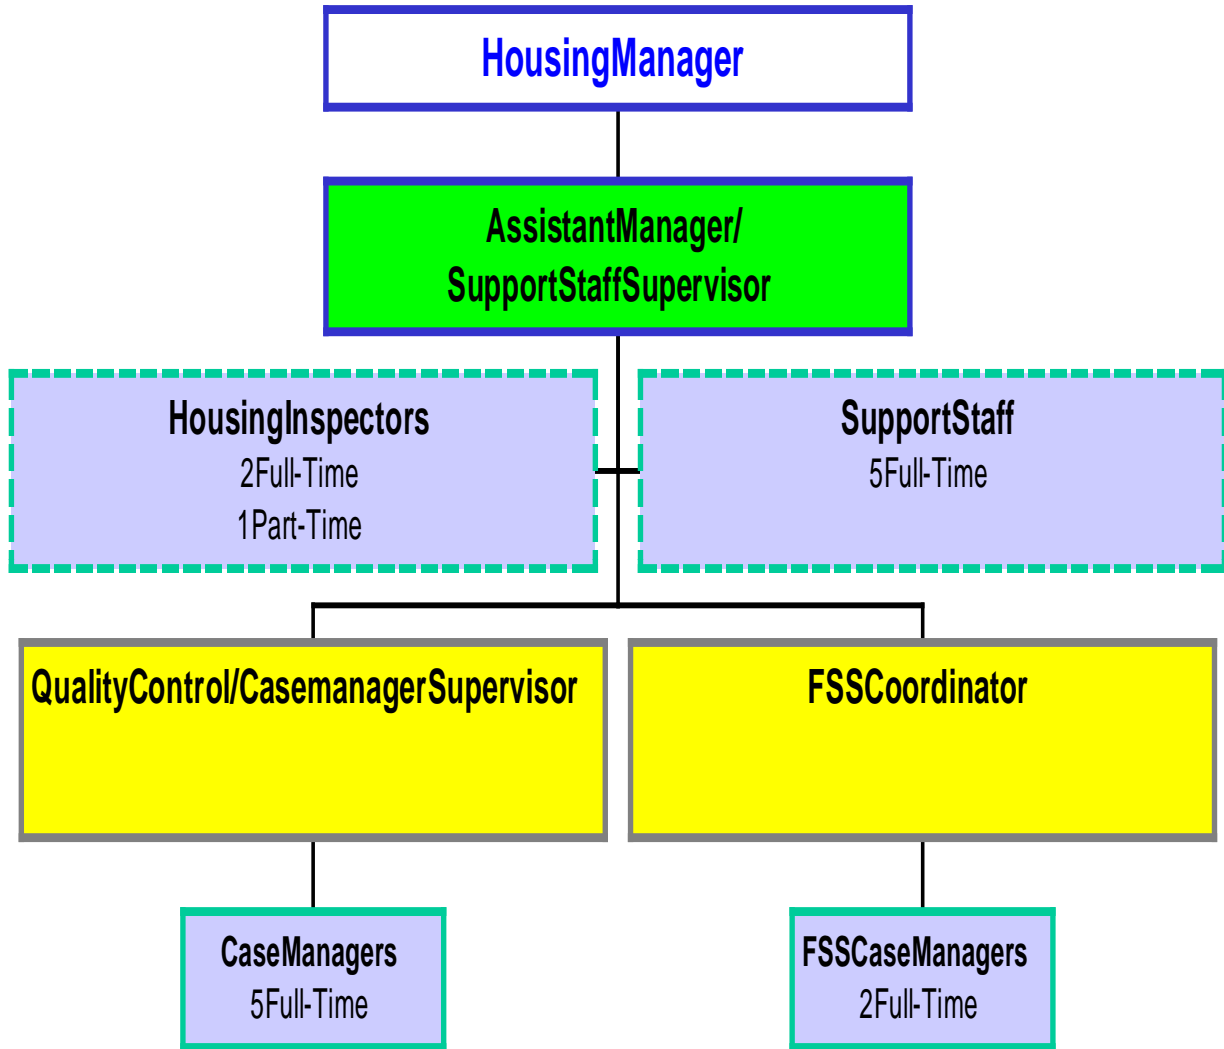 HousingManager
AssistantManager/
SupportStaffSupervisor
HousingInspectors
2Full-Time
1Part-Time
SupportStaff
5Full-Time
QualityControl/CasemanagerSupervisor
FSSCoordinator
CaseManagers
5Full-Time
FSSCaseManagers
2Full-Time